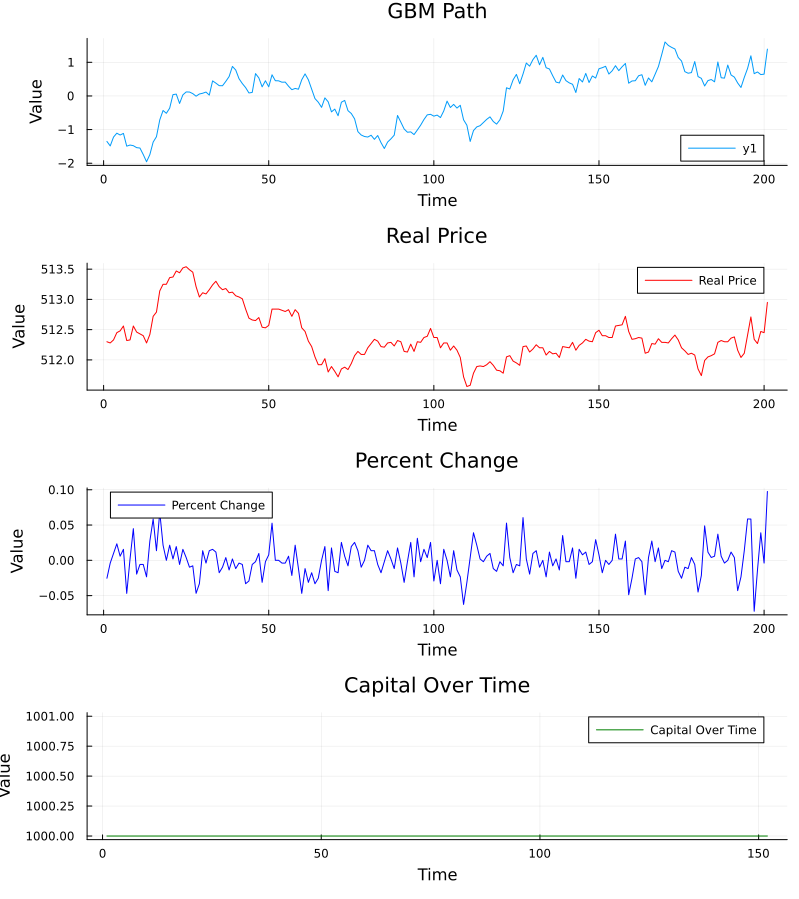 GBM Path
Value
1
0
−1
−2
y1
0 50 100 150 200
Time
Real Price
Value
513.5
513.0
512.5
512.0
Real Price
0 50 100 150 200
Time
Percent Change
Value
0.10
0.05
0.00
−0.05
Percent Change
0 50 100 150 200
Time
Capital Over Time
Value
1001.00
1000.75
1000.50
1000.25
1000.00
Capital Over Time
0 50 100 150
Time